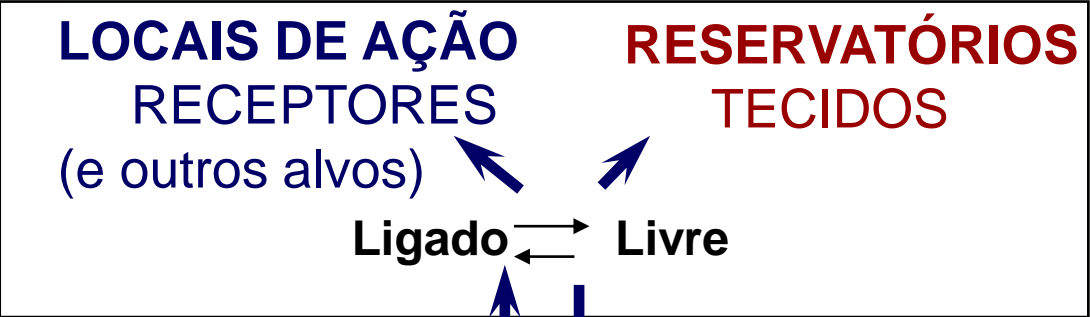 LOCAIS DE AÇÃO
RECEPTORES
(e outros alvos)
RESERVATÓRIOS
TECIDOS
Ligado Livre